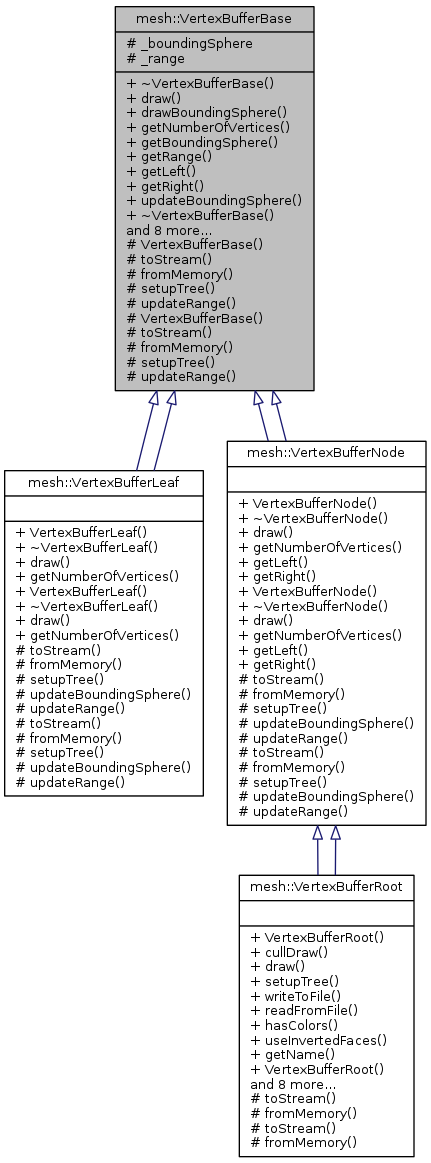 mesh::VertexBufferBase
# _boundingSphere
# _range
+ ~VertexBufferBase()
+ draw()
+ drawBoundingSphere()
+ getNumberOfVertices()
+ getBoundingSphere()
+ getRange()
+ getLeft()
+ getRight()
+ updateBoundingSphere()
+ ~VertexBufferBase()
and 8 more...
# VertexBufferBase()
# toStream()
# fromMemory()
# setupTree()
# updateRange()
# VertexBufferBase()
# toStream()
# fromMemory()
# setupTree()
# updateRange()
mesh::VertexBufferLeaf
+ VertexBufferLeaf()
+ ~VertexBufferLeaf()
+ draw()
+ getNumberOfVertices()
+ VertexBufferLeaf()
+ ~VertexBufferLeaf()
+ draw()
+ getNumberOfVertices()
# toStream()
# fromMemory()
# setupTree()
# updateBoundingSphere()
# updateRange()
# toStream()
# fromMemory()
# setupTree()
# updateBoundingSphere()
# updateRange()
mesh::VertexBufferNode
+ VertexBufferNode()
+ ~VertexBufferNode()
+ draw()
+ getNumberOfVertices()
+ getLeft()
+ getRight()
+ VertexBufferNode()
+ ~VertexBufferNode()
+ draw()
+ getNumberOfVertices()
+ getLeft()
+ getRight()
# toStream()
# fromMemory()
# setupTree()
# updateBoundingSphere()
# updateRange()
# toStream()
# fromMemory()
# setupTree()
# updateBoundingSphere()
# updateRange()
mesh::VertexBufferRoot
+ VertexBufferRoot()
+ cullDraw()
+ draw()
+ setupTree()
+ writeToFile()
+ readFromFile()
+ hasColors()
+ useInvertedFaces()
+ getName()
+ VertexBufferRoot()
and 8 more...
# toStream()
# fromMemory()
# toStream()
# fromMemory()